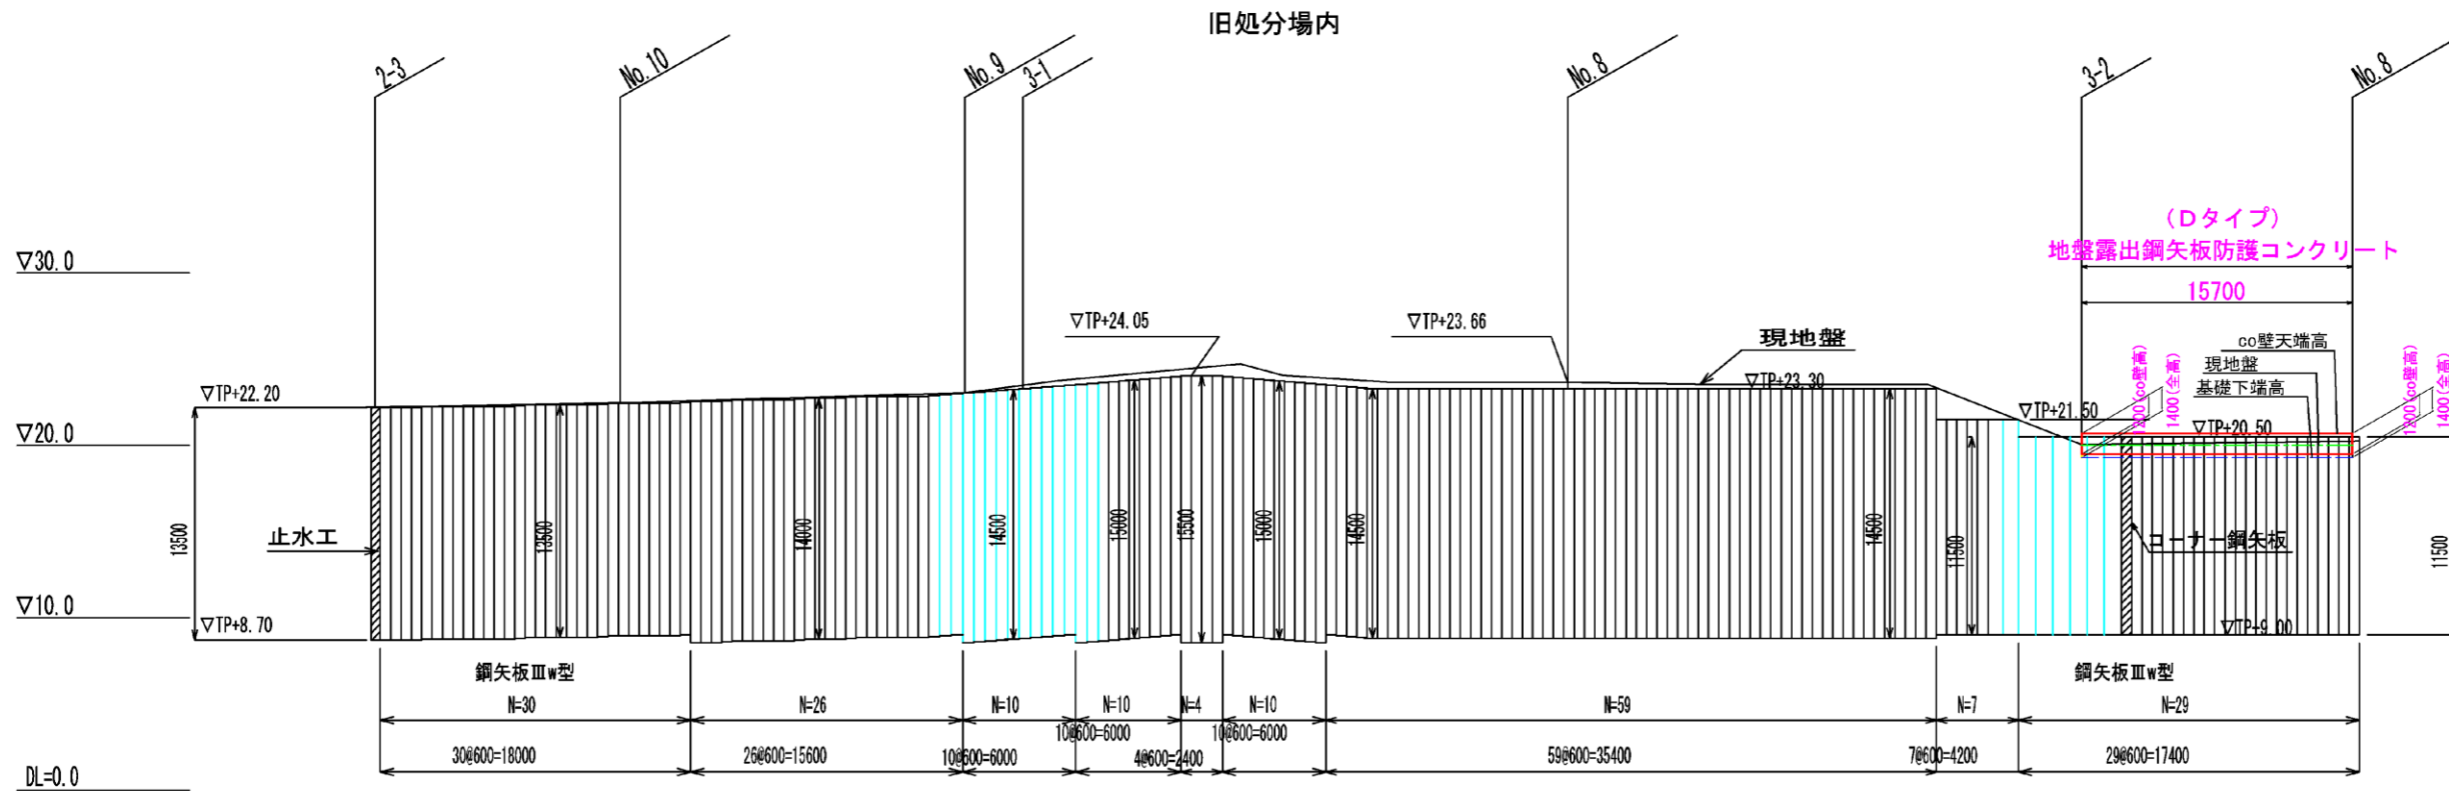 旧処分場内
2-3
No.10
No.9
3-1
No.8
3-2
No.8
(Dタイプ)
地盤露出鋼矢板防護コンクリート
15700
▽30.0
▽TP+24.05
▽TP+23.66
現地盤
co壁天端高
現地盤
基礎下端高
1200(co壁高)
1400(全高)
1200(co壁高)
1400(全高)
▽TP+22.20
▽TP+23.30
▽TP+21.50
▽TP+20.50
▽20.0
13500
止水工
13500
14000
14500
15000
15500
15000
14500
14500
11500
コーナー鋼矢板
11500
▽10.0
▽TP+8.70
▽TP+9.00
鋼矢板Ⅲw型
鋼矢板Ⅲw型
N=30
N=26
N=10
N=10
N=4
N=10
N=59
N=7
N=29
30@600=18000
26@600=15600
10@600=6000
10@600=6000
4@600=2400
10@600=6000
59@600=35400
7@600=4200
29@600=17400
DL=0.0